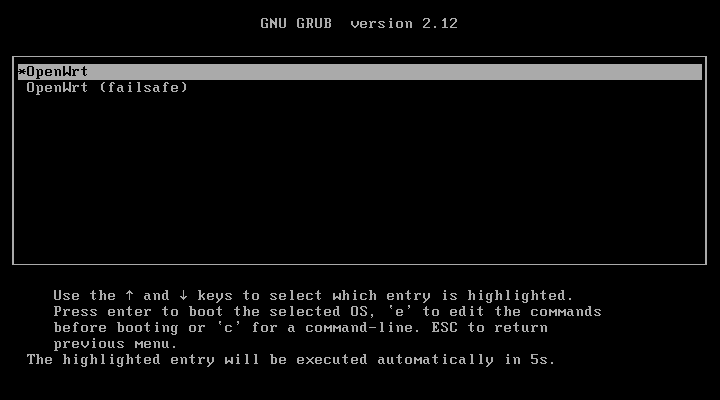 GNU GRUB  version 2.12
*OpenWrt
OpenWrt (failsafe)
Use the ↑ and ↓ keys to select which entry is highlighted.
Press enter to boot the selected OS, `e' to edit the commands
before booting or `c' for a command-line. ESC to return
previous menu.
The highlighted entry will be executed automatically in 5s.